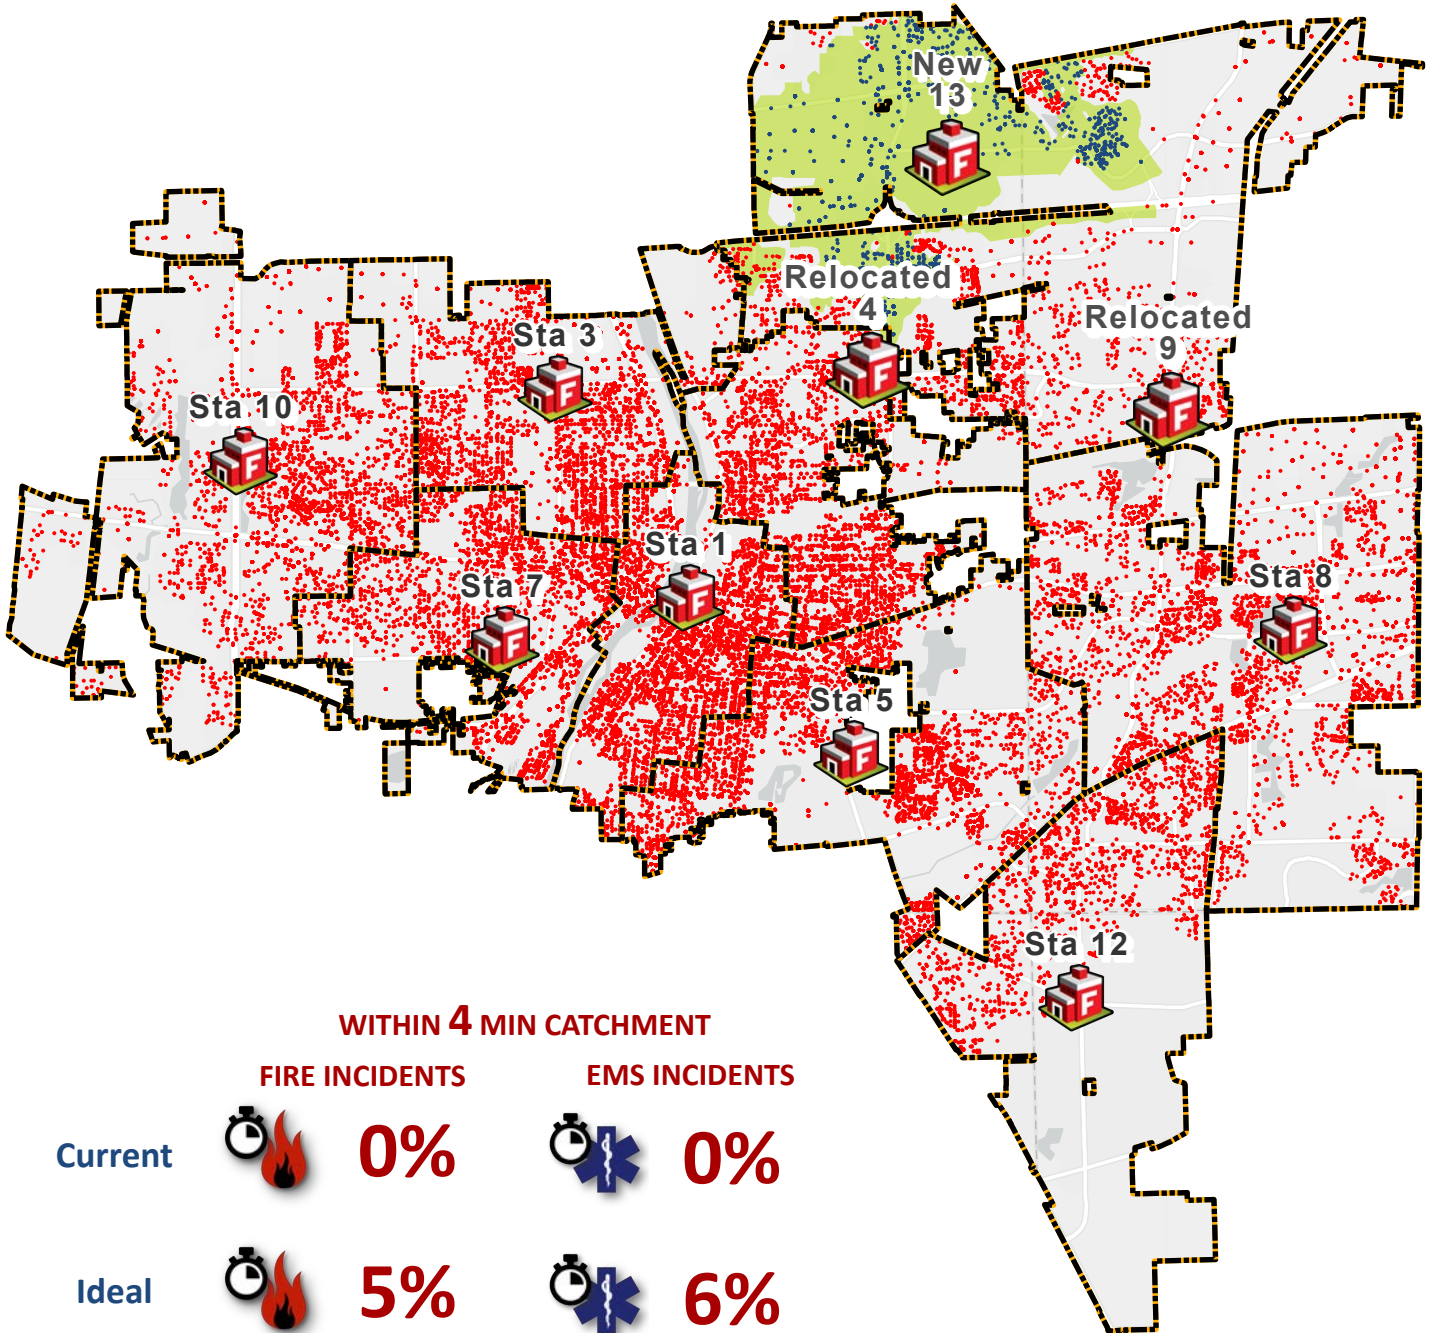 New
13
Relocated
4
Relocated
9
Sta 3
Sta 10
Sta 1
Sta 7
Sta 8
Sta 5
Sta 12
F
F
F
F
F
F
F
F
F
F
WITHIN 4 MIN CATCHMENT
FIRE INCIDENTS EMS INCIDENTS
Current 0% 0%
Ideal 5% 6%